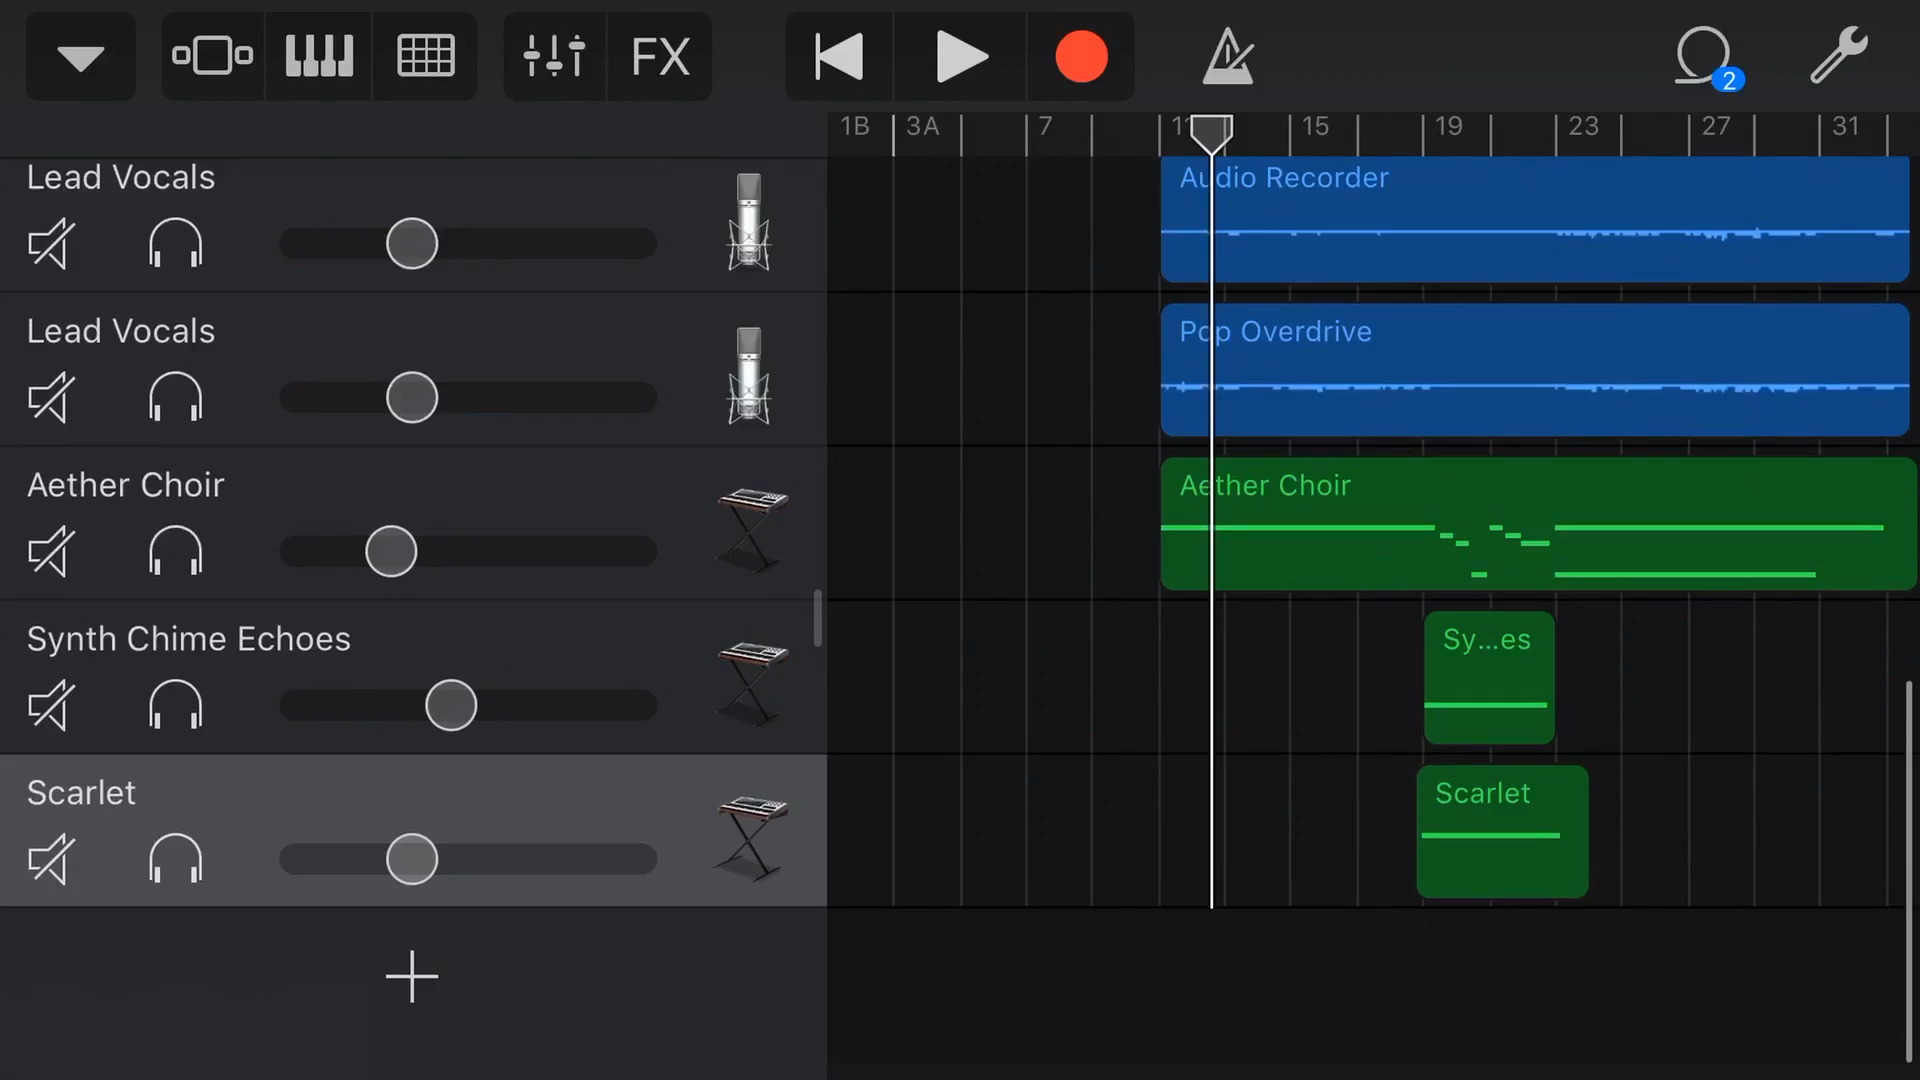 FX
2
1B 3A 7 11 15 19 23 27 31
Lead Vocals
Audio Recorder
Lead Vocals
Pop Overdrive
Aether Choir
Aether Choir
Synth Chime Echoes
Sy...es
Scarlet
Scarlet